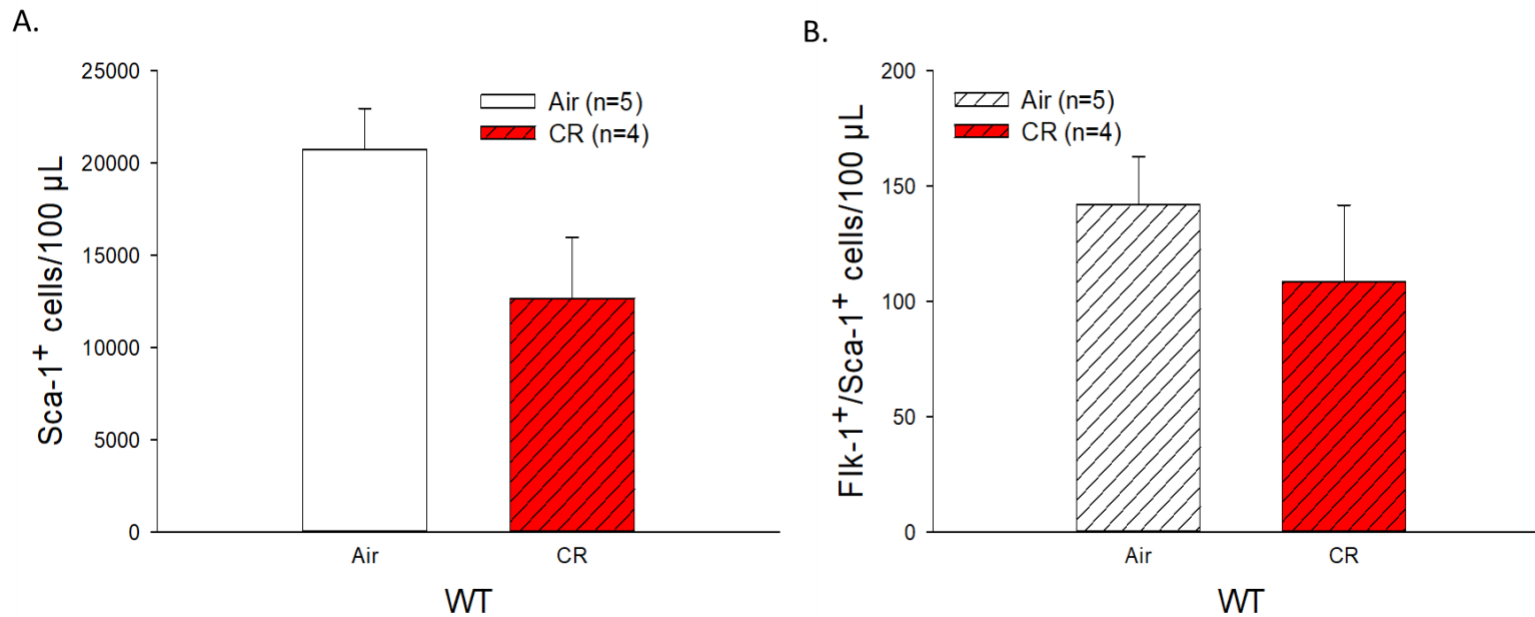 A.
Sca-1⁺ cells/100 µL
25000
20000
15000
10000
5000
0
Air (n=5)
CR (n=4)
Air
CR
WT
B.
Flk-1⁺/Sca-1⁺ cells/100 µL
200
150
100
50
0
Air (n=5)
CR (n=4)
Air
CR
WT